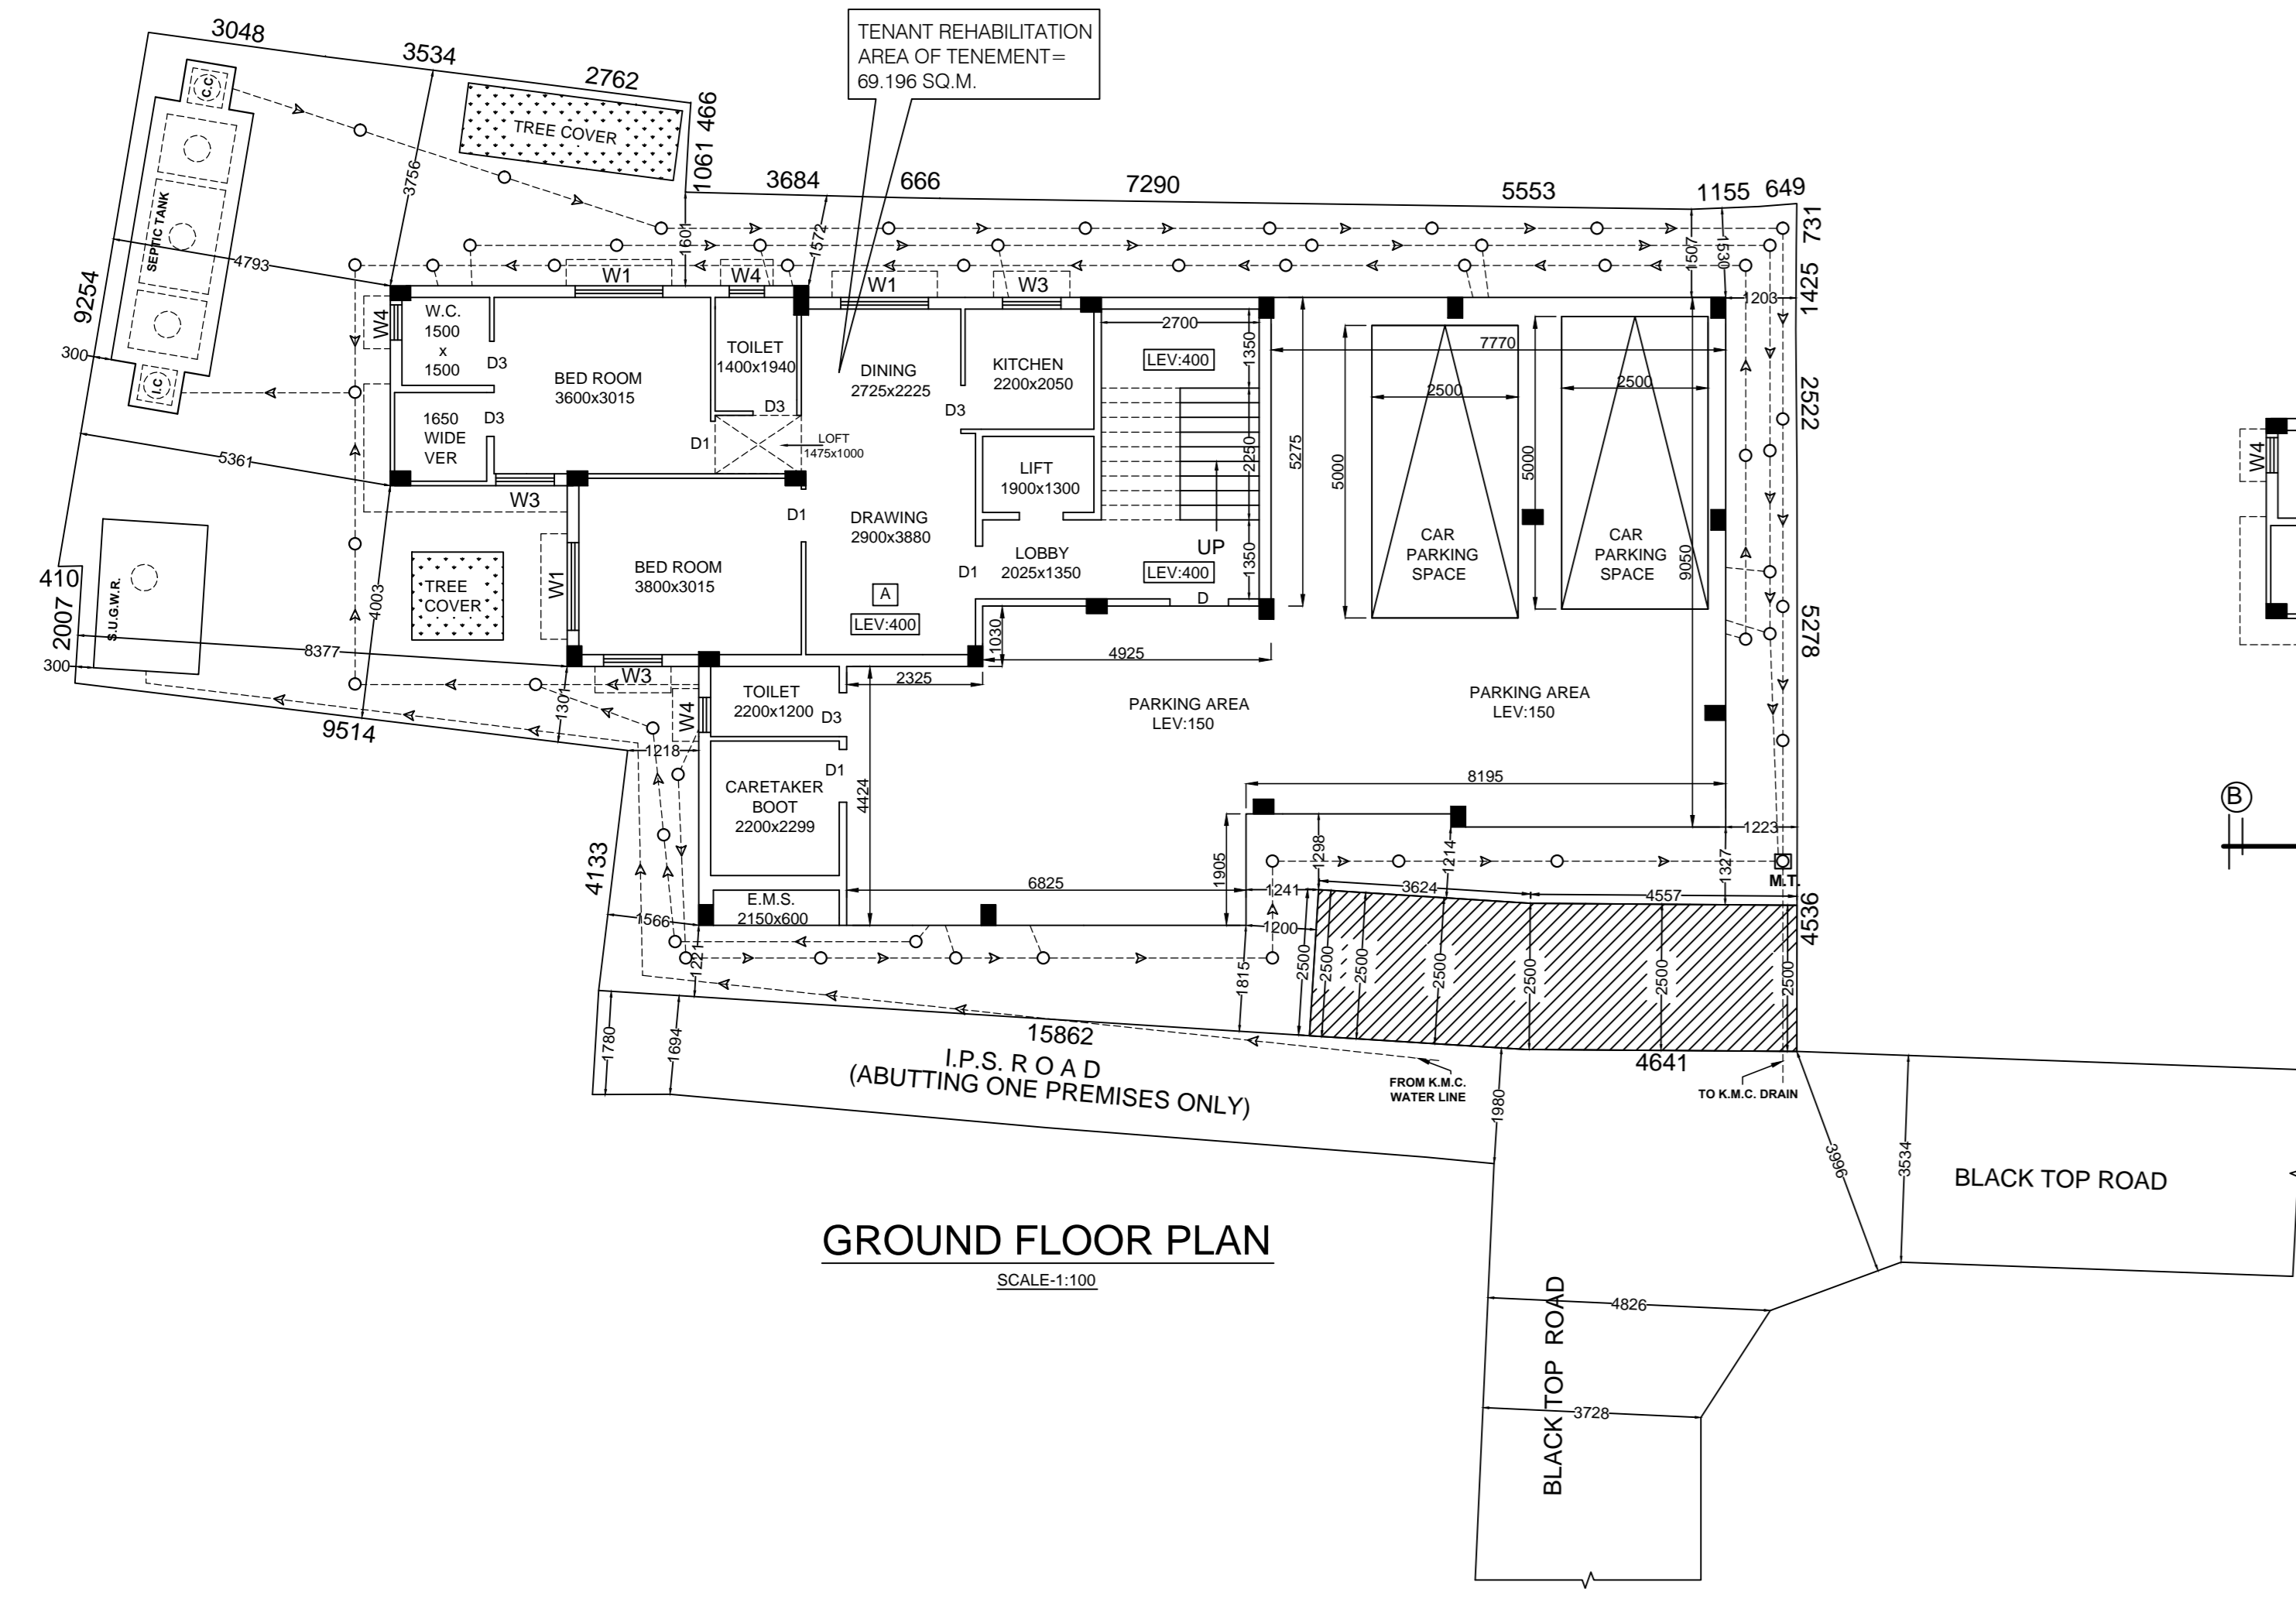 TENANT REHABILITATION
AREA OF TENEMENT=
69.196 SQ.M.
3048
3534
2762
466
1061
3684
666
7290
5553
1155
649
731
1425
2522
5278
4536
C.C
TREE COVER
3756
SEPTIC TANK
4793
9254
300
I.C
5361
1601
1572
1507
1530
1203
W1
W4
W1
W3
W4
W.C.
1500
x
1500
D3
BED ROOM
3600x3015
TOILET
1400x1940
D3
DINING
2725x2225
KITCHEN
2200x2050
D3
2700
LEV:400
1350
7770
2500
2500
1650
WIDE
VER
D3
D1
LOFT
1475x1000
LIFT
1900x1300
2250
5275
5000
5000
W3
D1
DRAWING
2900x3880
CAR
PARKING
SPACE
CAR
PARKING
SPACE
9050
UP
LOBBY
2025x1350
LEV:400
1350
D1
D
BED ROOM
3800x3015
W1
A
LEV:400
1030
4925
410
2007
S.U.G.W.R.
TREE
COVER
4003
8377
300
W3
1301
9514
W4
1218
TOILET
2200x1200
D3
2325
PARKING AREA
LEV:150
PARKING AREA
LEV:150
D1
CARETAKER
BOOT
2200x2299
4424
8195
1223
4133
1905
1298
1214
1327
M.T.
E.M.S.
2150x600
6825
1241
3624
4557
1566
1200
1221
1815
2500
2500
2500
2500
2500
2500
2500
1780
1694
15862
4641
I.P.S. R O A D
(ABUTTING ONE PREMISES ONLY)
FROM K.M.C.
WATER LINE
TO K.M.C. DRAIN
1980
3996
3534
BLACK TOP ROAD
4826
3728
BLACK TOP ROAD
GROUND FLOOR PLAN
SCALE-1:100
W4
B